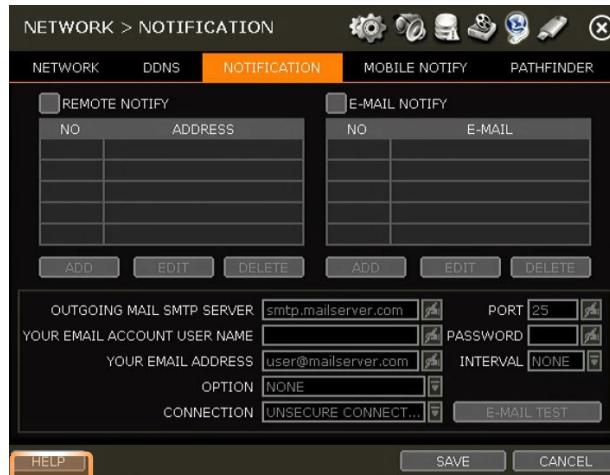 NETWORK > NOTIFICATION
NETWORK DDNS NOTIFICATION MOBILE NOTIFY PATHFINDER
REMOTE NOTIFY
NO ADDRESS
ADD EDIT DELETE
E-MAIL NOTIFY
NO E-MAIL
ADD EDIT DELETE
OUTGOING MAIL SMTP SERVER smtp.mailserver.com PORT 25
YOUR EMAIL ACCOUNT USER NAME PASSWORD
YOUR EMAIL ADDRESS user@mailserver.com INTERVAL NONE
OPTION NONE
CONNECTION UNSECURE CONNECT... E-MAIL TEST
HELP SAVE CANCEL